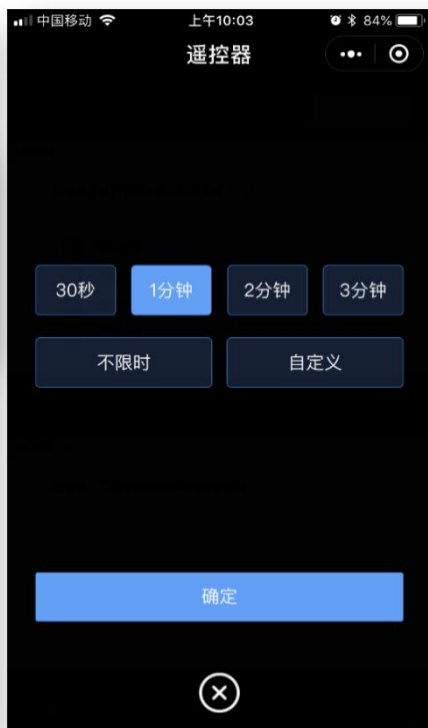 中国移动 上午10:03 84%
遥控器
30秒 1分钟 2分钟 3分钟
不限时 自定义
确定